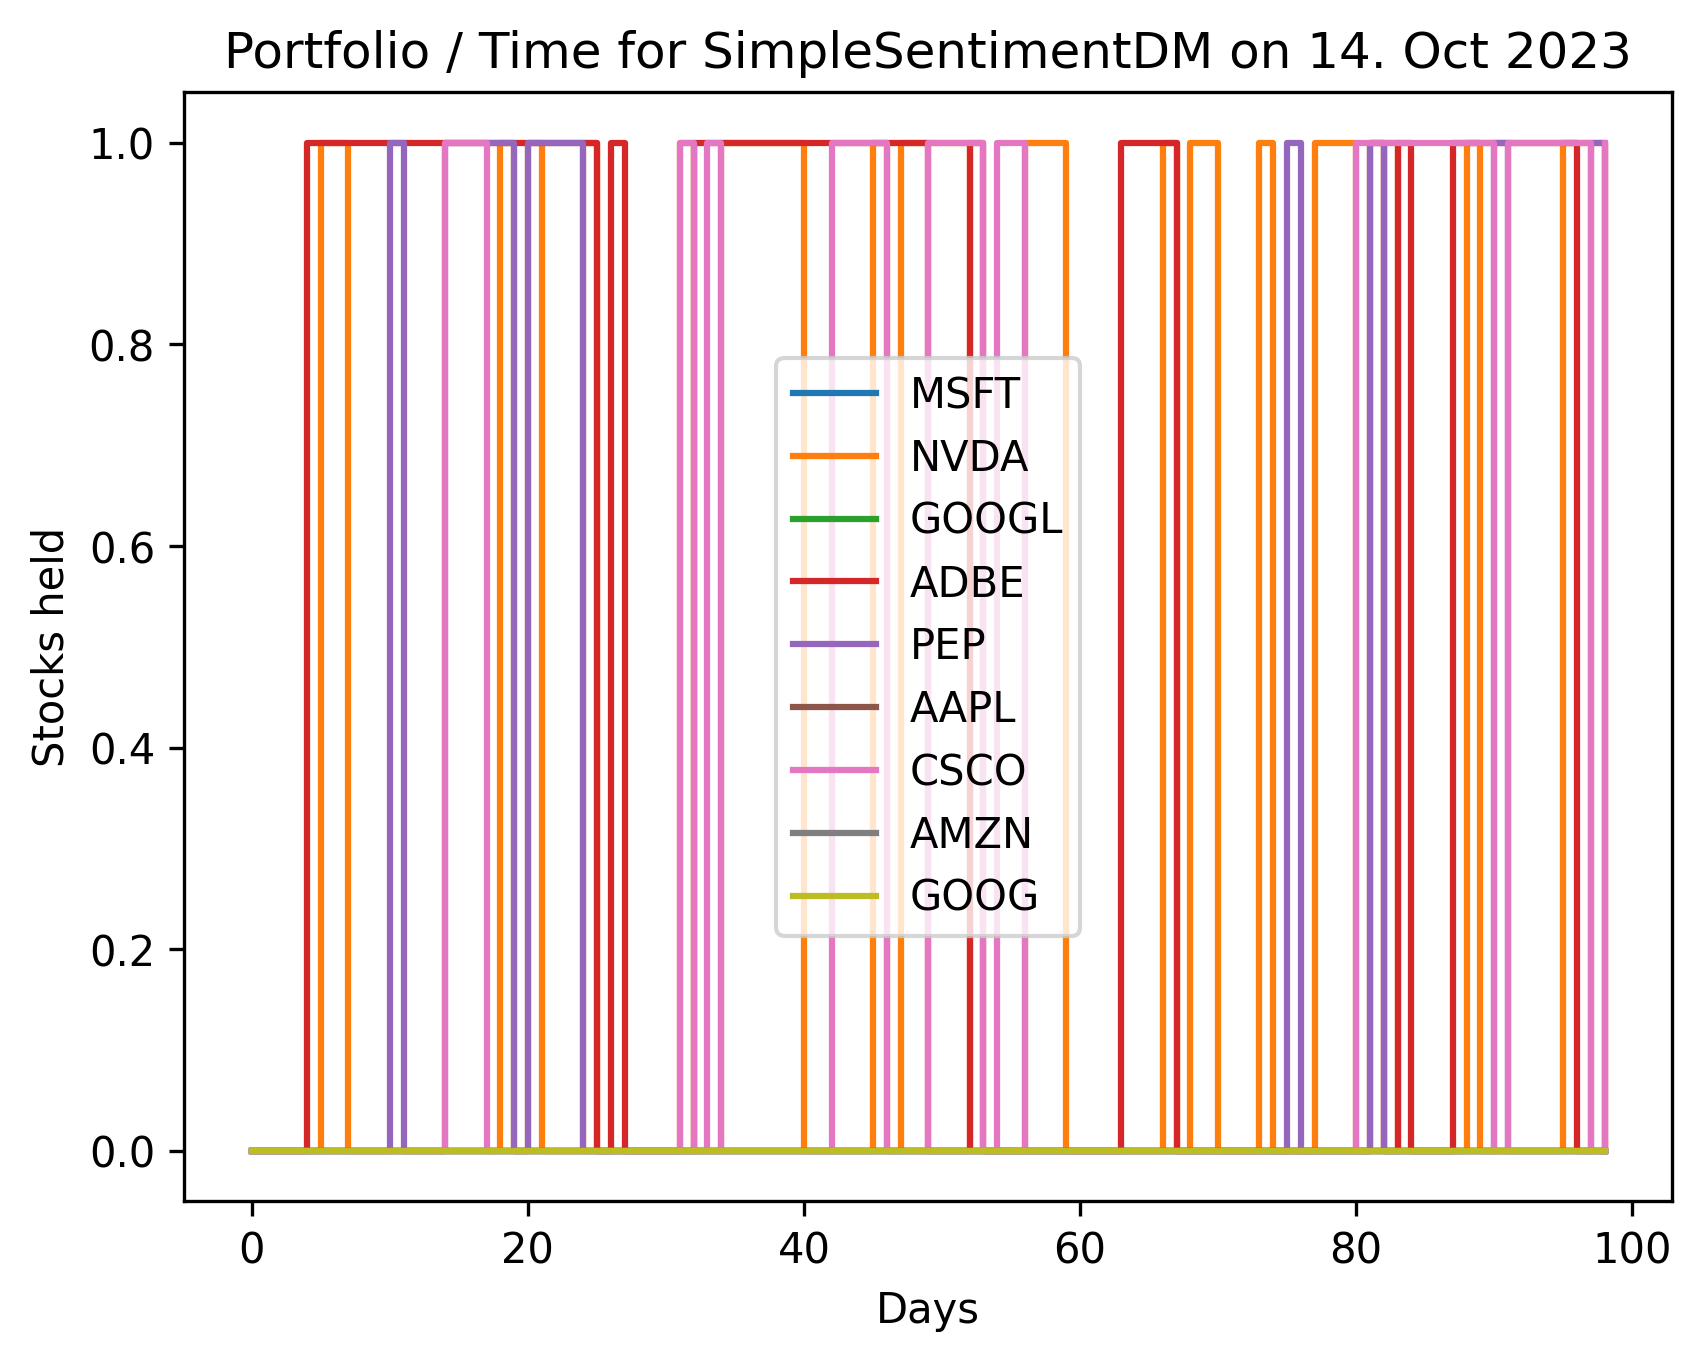 Portfolio / Time for SimpleSentimentDM on 14. Oct 2023
1.0
0.8
0.6
0.4
0.2
0.0
Stocks held
MSFT
NVDA
GOOGL
ADBE
PEP
AAPL
CSCO
AMZN
GOOG
0 20 40 60 80 100
Days